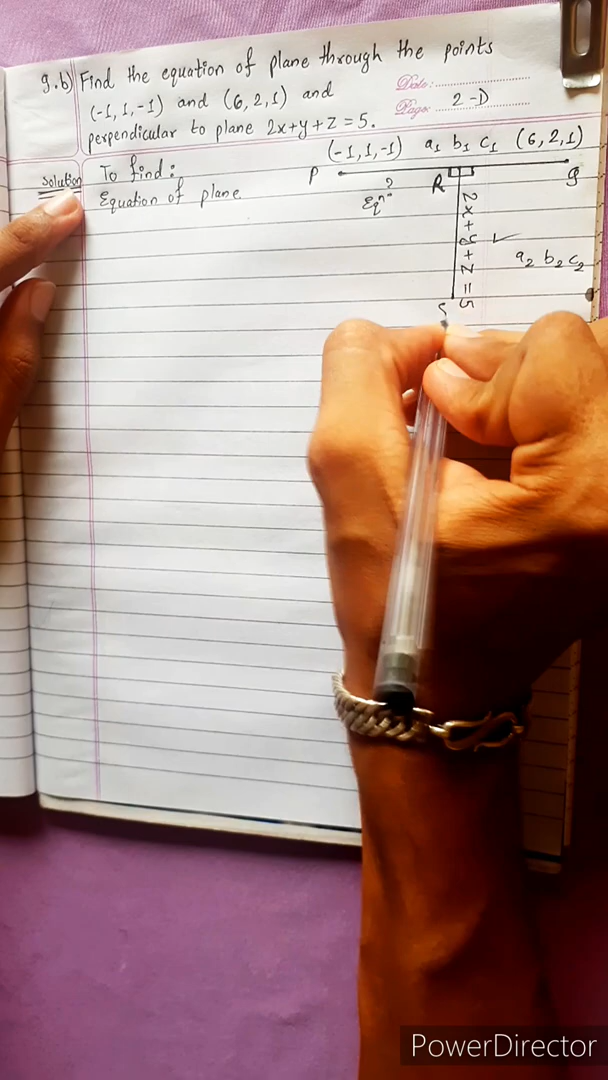 9.b) Find the equation of plane through the points
(-1,1,-1) and (6,2,1) and
perpendicular to plane 2x+y+z=5.
Date:
Page: 2-D
Solution To find:
Equation of plane
(-1,1,-1) a₁ b₁ c₁ (6,2,1)
P R Q
?
Eqⁿ
2x+y+z=5
a₂ b₂ c₂
S
PowerDirector